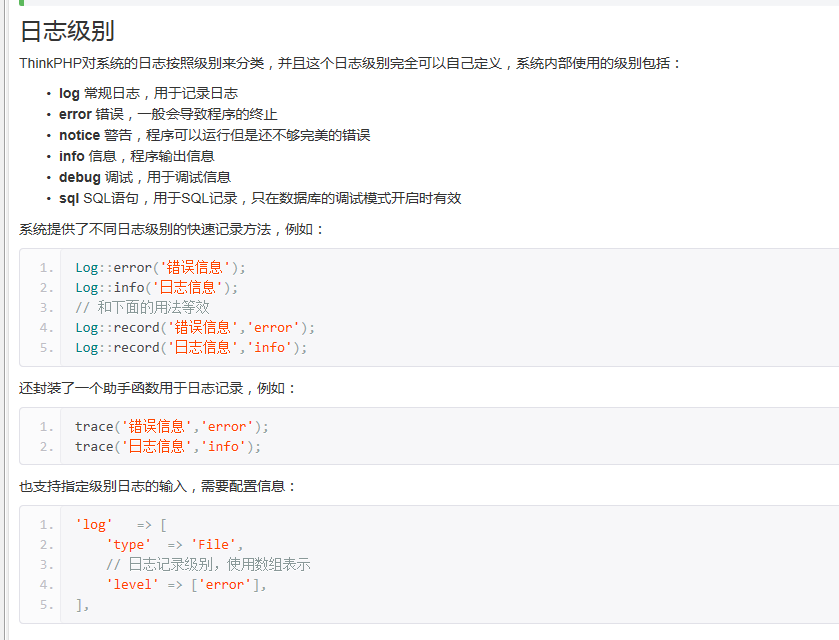 日志级别
ThinkPHP对系统的日志按照级别来分类，并且这个日志级别完全可以自己定义，系统内部使用的级别包括：
• log 常规日志，用于记录日志
• error 错误，一般会导致程序的终止
• notice 警告，程序可以运行但是还不够完美的错误
• info 信息，程序输出信息
• debug 调试，用于调试信息
• sql SQL语句，用于SQL记录，只在数据库的调试模式开启时有效
系统提供了不同日志级别的快速记录方法，例如：
1. Log::error('错误信息');
2. Log::info('日志信息');
3. // 和下面的用法等效
4. Log::record('错误信息','error');
5. Log::record('日志信息','info');
还封装了一个助手函数用于日志记录，例如：
1. trace('错误信息','error');
2. trace('日志信息','info');
也支持指定级别日志的输入，需要配置信息：
1. 'log'   => [
2.     'type'  => 'File',
3.     // 日志记录级别，使用数组表示
4.     'level' => ['error'],
5. ],